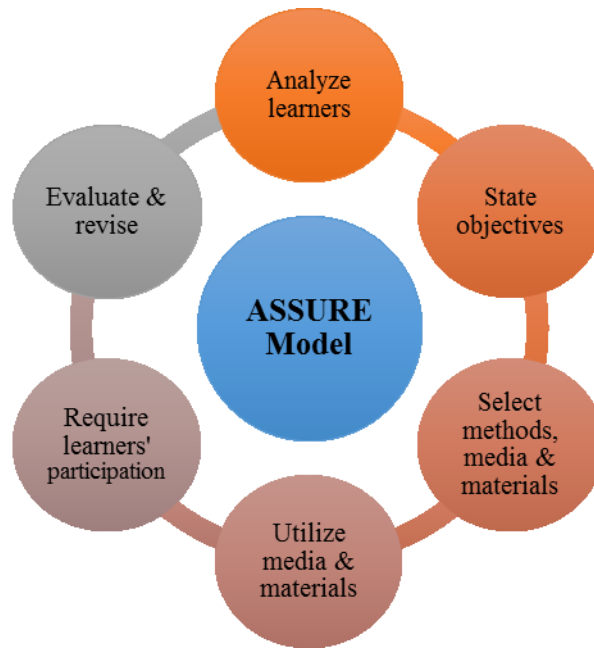 Analyze
learners
State
objectives
Select
methods,
media &
materials
Utilize
media &
materials
Require
learners'
participation
Evaluate &
revise
ASSURE
Model